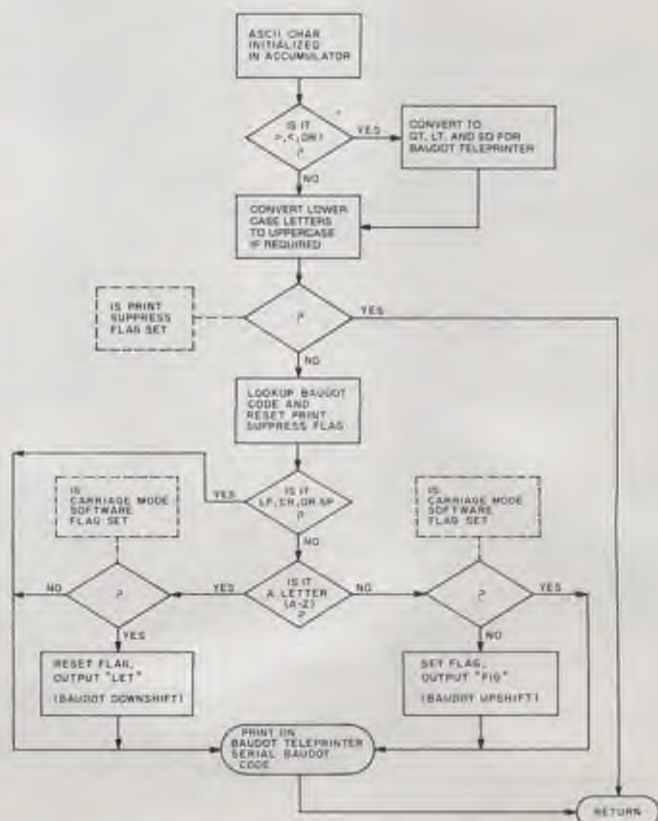 ASCII CHAR
INITIALIZED
IN ACCUMULATOR
IS IT
>,<,OR !
?
YES
CONVERT TO
GT, LT, AND SQ FOR
BAUDOT TELEPRINTER
NO
CONVERT LOWER
CASE LETTERS
TO UPPERCASE
IF REQUIRED
IS PRINT
SUPPRESS
FLAG SET
?
YES
NO
LOOKUP BAUDOT
CODE AND
RESET PRINT
SUPPRESS FLAG
IS
CARRIAGE MODE
SOFTWARE
FLAG SET
YES
IS IT
LF, CR, OR SP
?
IS
CARRIAGE MODE
SOFTWARE
FLAG SET
NO
NO
?
YES
IS IT
A LETTER
(A-Z)
?
NO
?
YES
YES
NO
RESET FLAG,
OUTPUT "LET"
(BAUDOT DOWNSHIFT)
SET FLAG,
OUTPUT "FIG"
(BAUDOT UPSHIFT)
PRINT ON
BAUDOT TELEPRINTER
SERIAL BAUDOT
CODE
RETURN